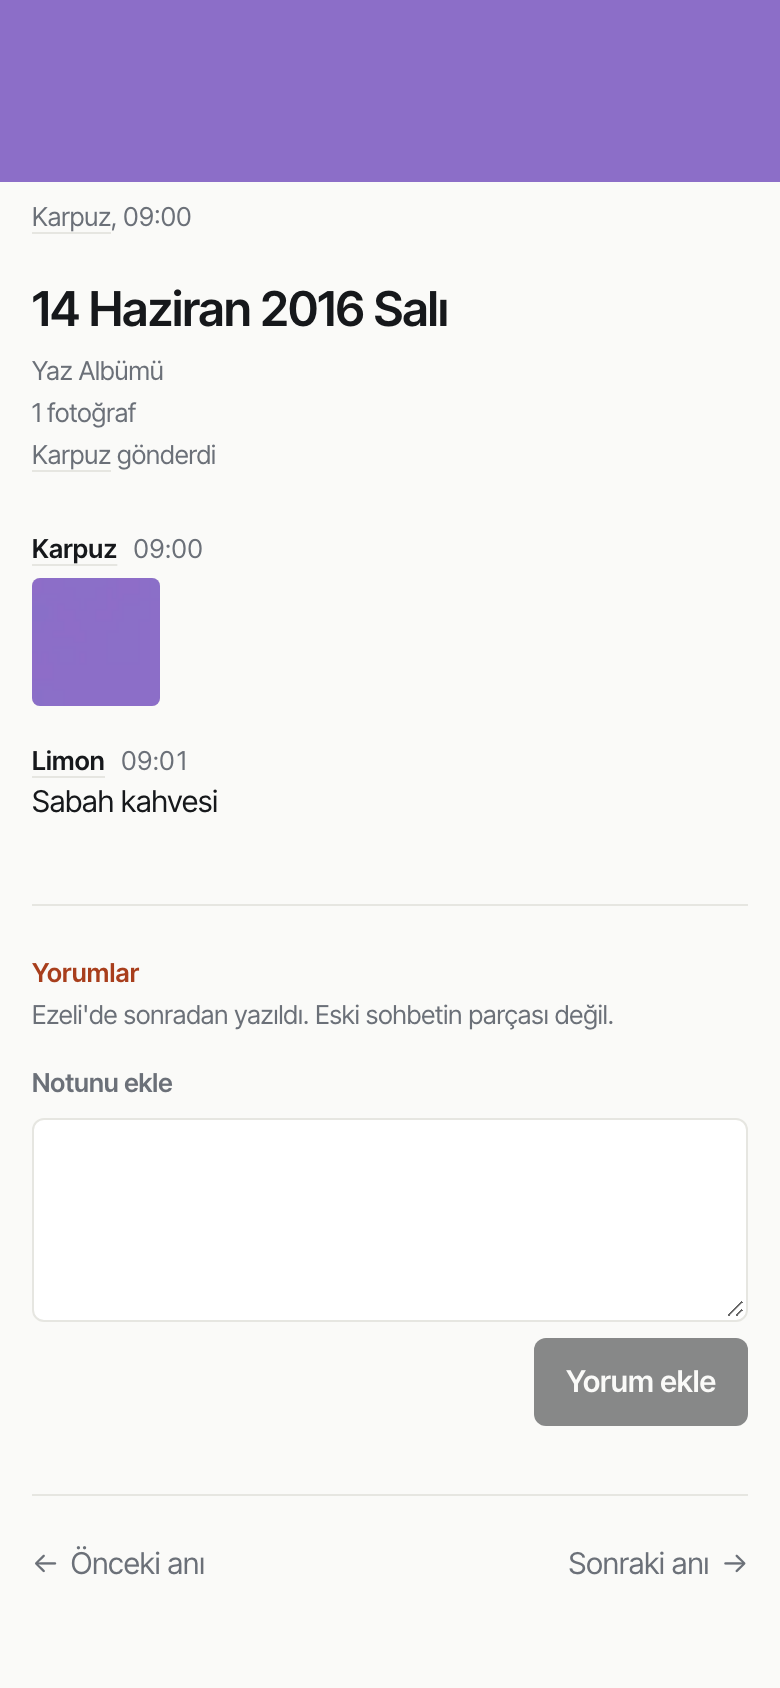 Karpuz, 09:00
14 Haziran 2016 Salı
Yaz Albümü
1 fotoğraf
Karpuz gönderdi
Karpuz 09:00
Limon 09:01
Sabah kahvesi
Yorumlar
Ezeli'de sonradan yazıldı. Eski sohbetin parçası değil.
Notunu ekle
Yorum ekle
← Önceki anı
Sonraki anı →